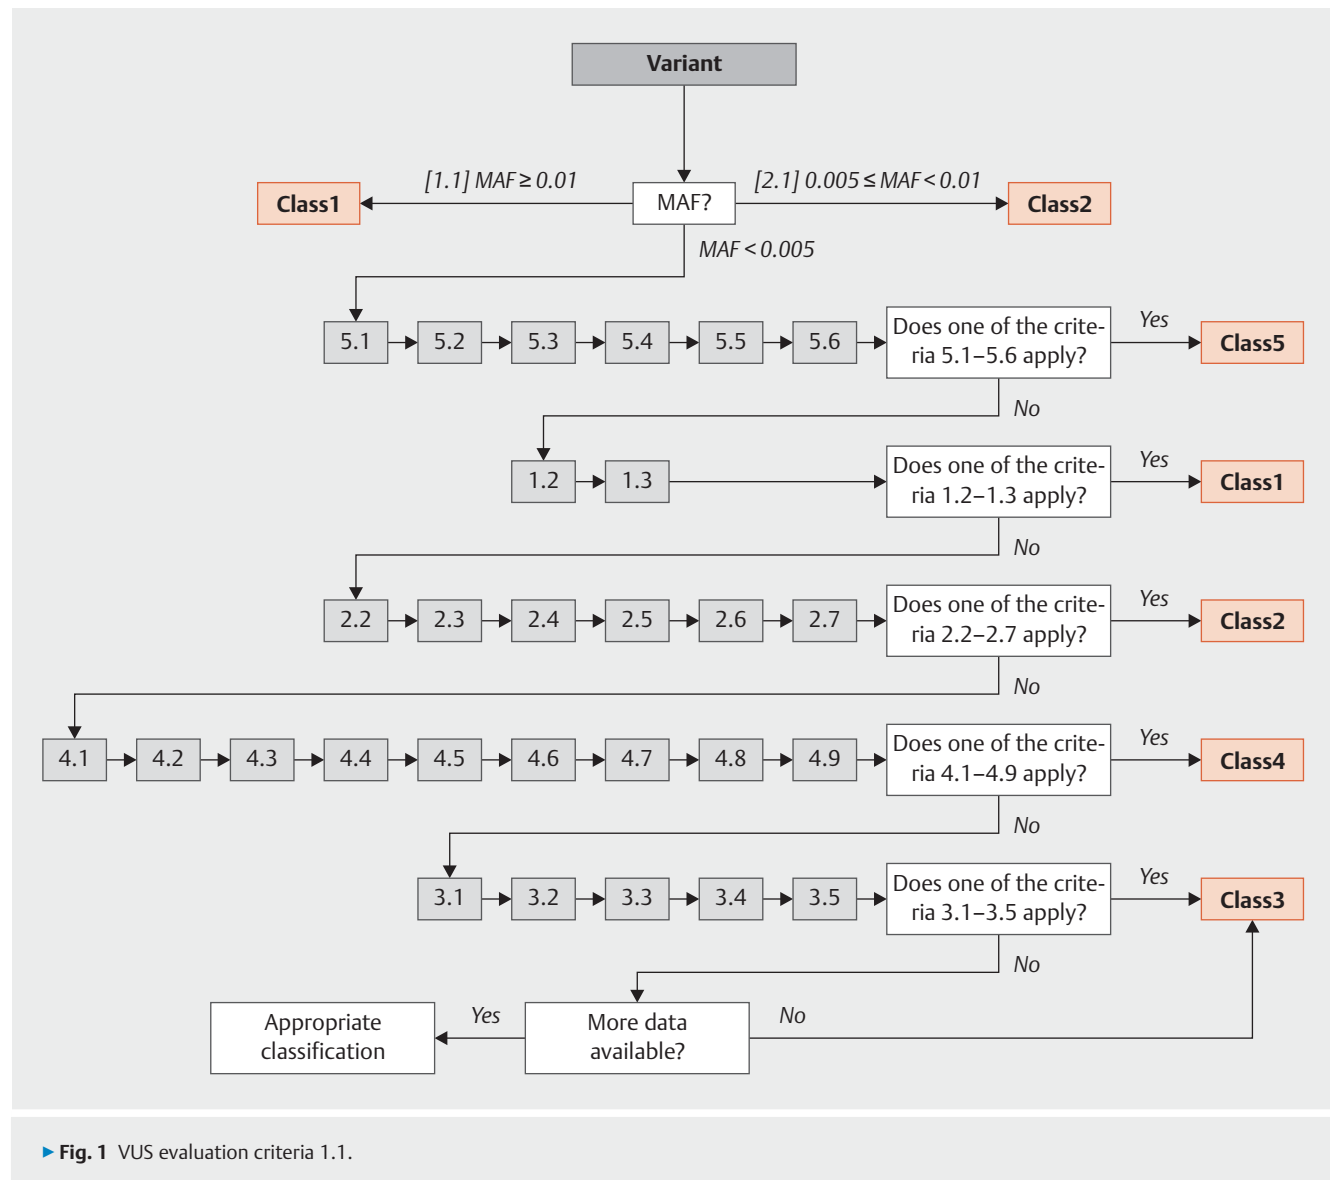 Variant
[1.1] MAF ≥ 0.01
[2.1] 0.005 ≤ MAF < 0.01
Class1
MAF?
Class2
MAF < 0.005
5.1
5.2
5.3
5.4
5.5
5.6
Does one of the crite-
ria 5.1–5.6 apply?
Yes
Class5
No
1.2
1.3
Does one of the crite-
ria 1.2–1.3 apply?
Yes
Class1
No
2.2
2.3
2.4
2.5
2.6
2.7
Does one of the crite-
ria 2.2–2.7 apply?
Yes
Class2
No
4.1
4.2
4.3
4.4
4.5
4.6
4.7
4.8
4.9
Does one of the crite-
ria 4.1–4.9 apply?
Yes
Class4
No
3.1
3.2
3.3
3.4
3.5
Does one of the crite-
ria 3.1–3.5 apply?
Yes
Class3
No
Appropriate
classification
Yes
More data
available?
No
▶ Fig. 1 VUS evaluation criteria 1.1.